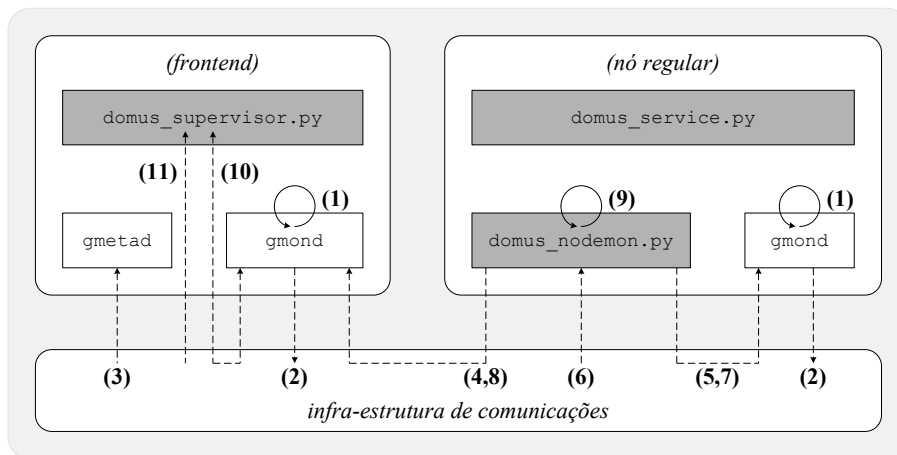 (frontend)
(nó regular)
domus_supervisor.py
domus_service.py
(11)
(10)
(1)
(9)
(1)
gmetad
gmond
domus_nodemon.py
gmond
(3)
(2)
(4,8)
(6)
(5,7)
(2)
infra-estrutura de comunicações